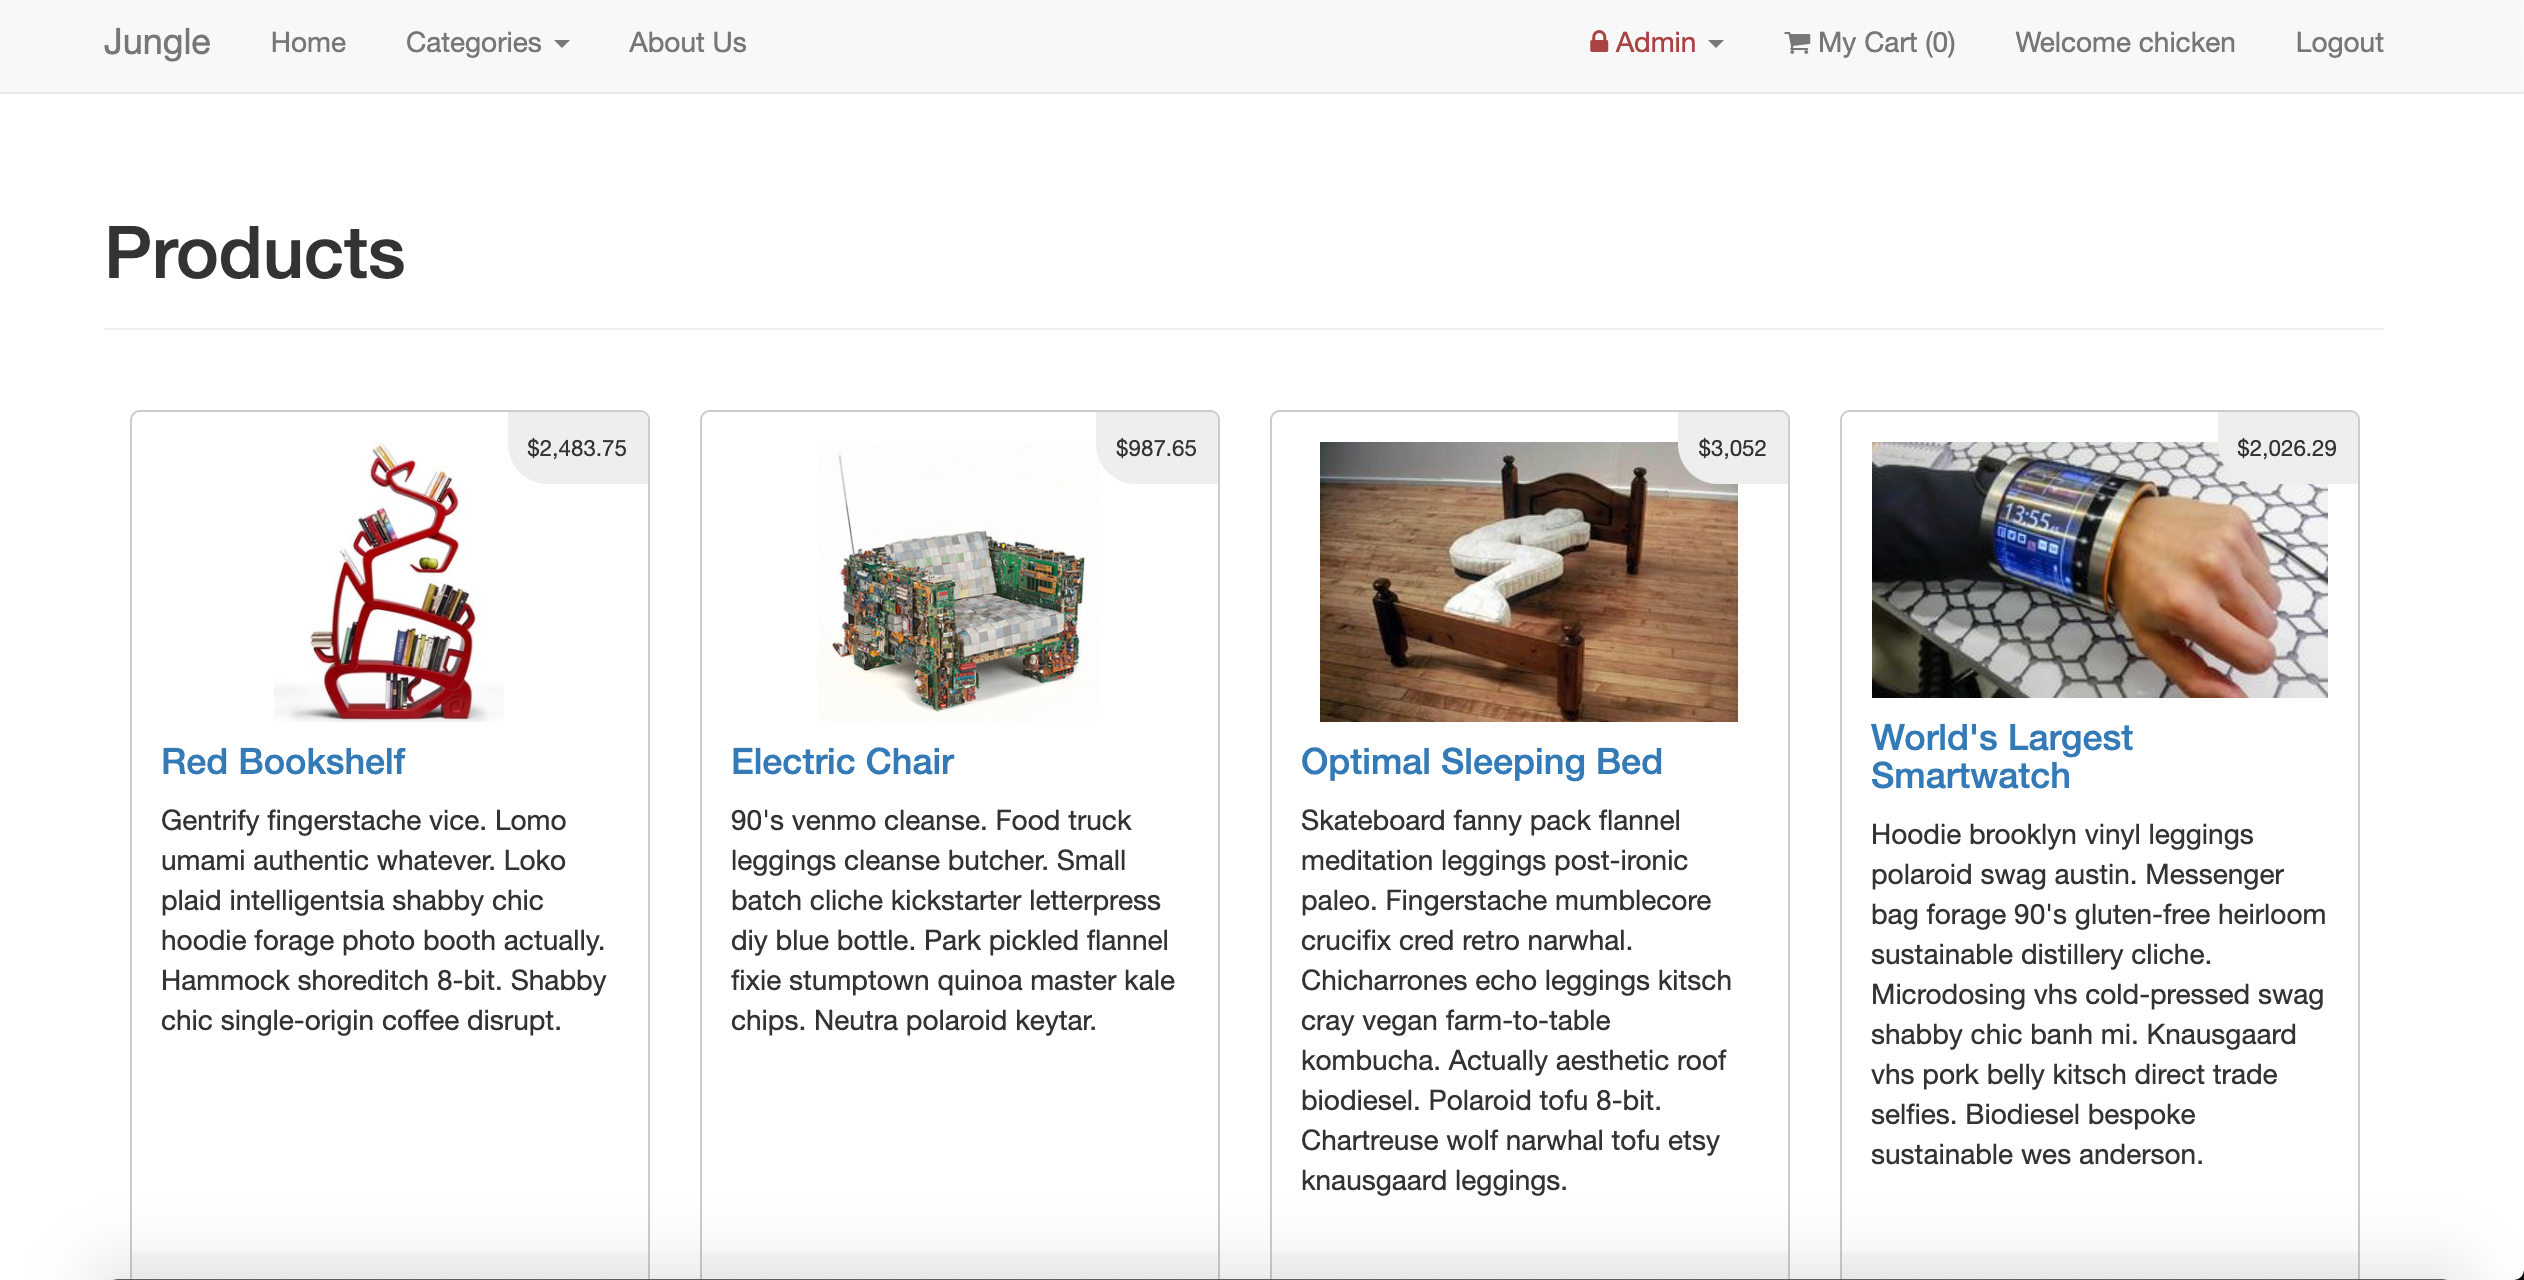 Jungle Home Categories About Us Admin My Cart (0) Welcome chicken Logout
Products
$2,483.75
Red Bookshelf
Gentrify fingerstache vice. Lomo
umami authentic whatever. Loko
plaid intelligentsia shabby chic
hoodie forage photo booth actually.
Hammock shoreditch 8-bit. Shabby
chic single-origin coffee disrupt.
$987.65
Electric Chair
90's venmo cleanse. Food truck
leggings cleanse butcher. Small
batch cliche kickstarter letterpress
diy blue bottle. Park pickled flannel
fixie stumptown quinoa master kale
chips. Neutra polaroid keytar.
$3,052
Optimal Sleeping Bed
Skateboard fanny pack flannel
meditation leggings post-ironic
paleo. Fingerstache mumblecore
crucifix cred retro narwhal.
Chicharrones echo leggings kitsch
cray vegan farm-to-table
kombucha. Actually aesthetic roof
biodiesel. Polaroid tofu 8-bit.
Chartreuse wolf narwhal tofu etsy
knausgaard leggings.
$2,026.29
13:55
World's Largest
Smartwatch
Hoodie brooklyn vinyl leggings
polaroid swag austin. Messenger
bag forage 90's gluten-free heirloom
sustainable distillery cliche.
Microdosing vhs cold-pressed swag
shabby chic banh mi. Knausgaard
vhs pork belly kitsch direct trade
selfies. Biodiesel bespoke
sustainable wes anderson.